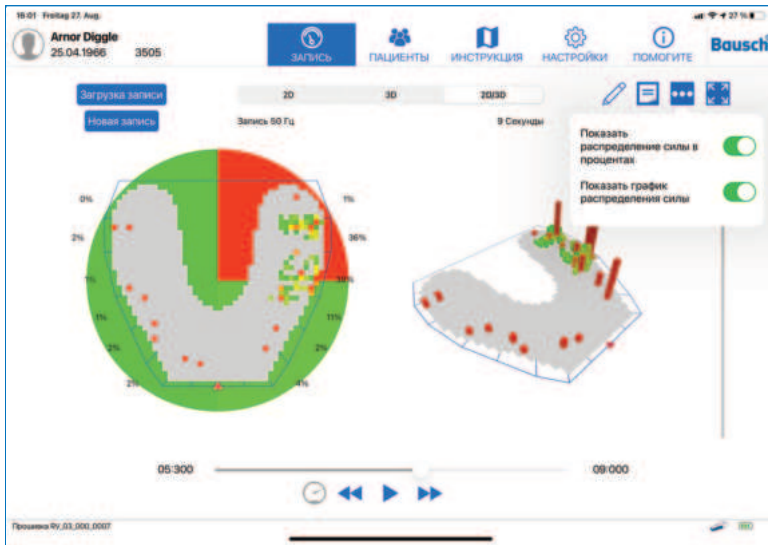 16:01 Freitag 27. Aug.
27 %
Arnor Diggle
25.04.1966 3505
ЗАПИСЬ
ПАЦИЕНТЫ
ИНСТРУКЦИЯ
НАСТРОЙКИ
ПОМОГИТЕ
Bausch
Загрузка записи
2D
3D
2D/3D
Новая запись
Запись 50 Гц
9 Секунды
Показать
распределение силы в
процентах
Показать график
распределения силы
0%
1%
2%
36%
1%
11%
1%
2%
2%
2%
4%
05:300
09:000
Прошивка RV_03_000_0007